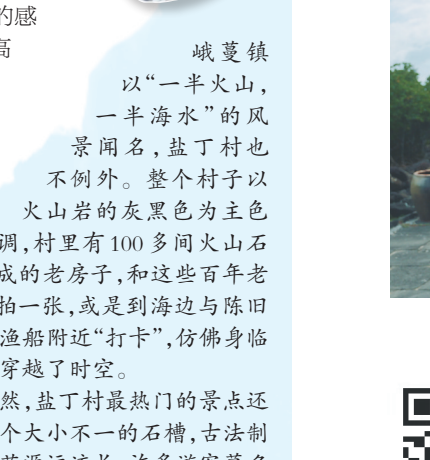 的感
高
峨蔓镇
以“一半火山，
一半海水”的风
景闻名，盐丁村也
不例外。整个村子以
火山岩的灰黑色为主色
调，村里有100多间火山石
成的老房子，和这些百年老
拍一张，或是到海边与陈旧
渔船附近“打卡”，仿佛身临
穿越了时空。
然，盐丁村最热门的景点还
个大小不一的石槽，古法制